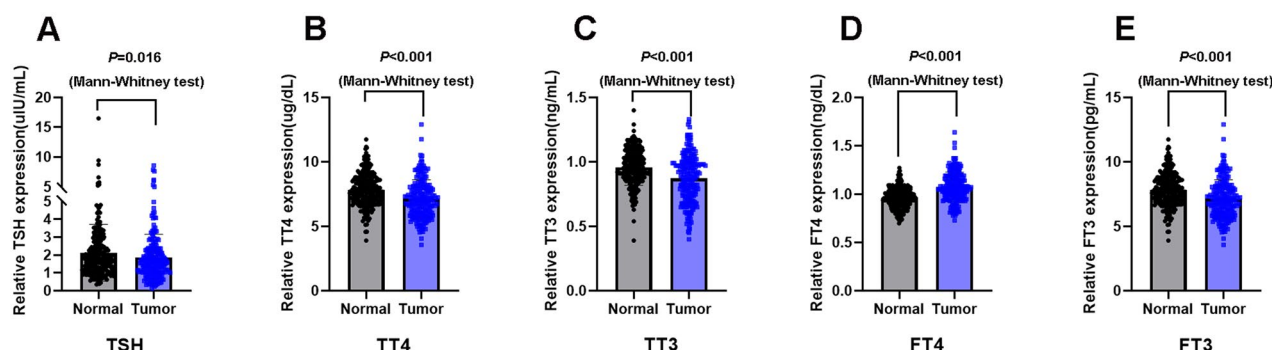 A
P=0.016
(Mann-Whitney test)
Relative TSH expression(uIU/mL)
20
15
10
5
5
4
3
2
1
0
Normal Tumor
TSH
B
P<0.001
(Mann-Whitney test)
Relative TT4 expression(ug/dL)
15
10
5
0
Normal Tumor
TT4
C
P<0.001
(Mann-Whitney test)
Relative TT3 expression(ng/mL)
1.5
1.0
0.5
0.0
Normal Tumor
TT3
D
P<0.001
(Mann-Whitney test)
Relative FT4 expression(ng/dL)
2.0
1.5
1.0
0.5
0.0
Normal Tumor
FT4
E
P<0.001
(Mann-Whitney test)
Relative FT3 expression(pg/mL)
15
10
5
0
Normal Tumor
FT3